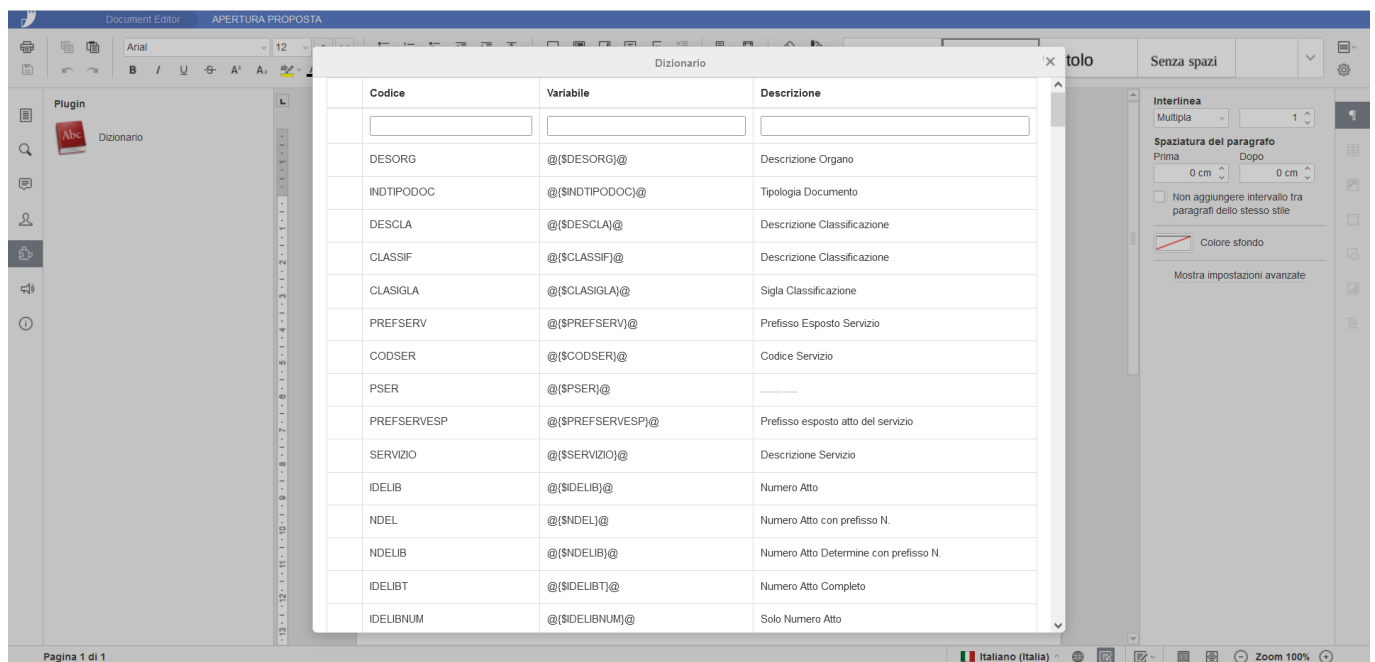 Document Editor APERTURA PROPOSTA
Arial 12
B I U
tolo Senza spazi
Plugin
Abc Dizionario
Dizionario
Codice Variabile Descrizione
DESORG @{$DESORG}@ Descrizione Organo
INDTIPODOC @{$INDTIPODOC}@ Tipologia Documento
DESCLA @{$DESCLA}@ Descrizione Classificazione
CLASSIF @{$CLASSIF}@ Descrizione Classificazione
CLASIGLA @{$CLASIGLA}@ Sigla Classificazione
PREFSERV @{$PREFSERV}@ Prefisso Esposto Servizio
CODSER @{$CODSER}@ Codice Servizio
PSER @{$PSER}@ .............
PREFSERVESP @{$PREFSERVESP}@ Prefisso esposto atto del servizio
SERVIZIO @{$SERVIZIO}@ Descrizione Servizio
IDELIB @{$IDELIB}@ Numero Atto
NDEL @{$NDEL}@ Numero Atto con prefisso N.
NDELIB @{$NDELIB}@ Numero Atto Determine con prefisso N.
IDELIBT @{$IDELIBT}@ Numero Atto Completo
IDELIBNUM @{$IDELIBNUM}@ Solo Numero Atto
Interlinea
Multipla 1
Spaziatura del paragrafo
Prima Dopo
0 cm 0 cm
Non aggiungere intervallo tra
paragrafi dello stesso stile
Colore sfondo
Mostra impostazioni avanzate
Pagina 1 di 1 Italiano (Italia) Zoom 100%